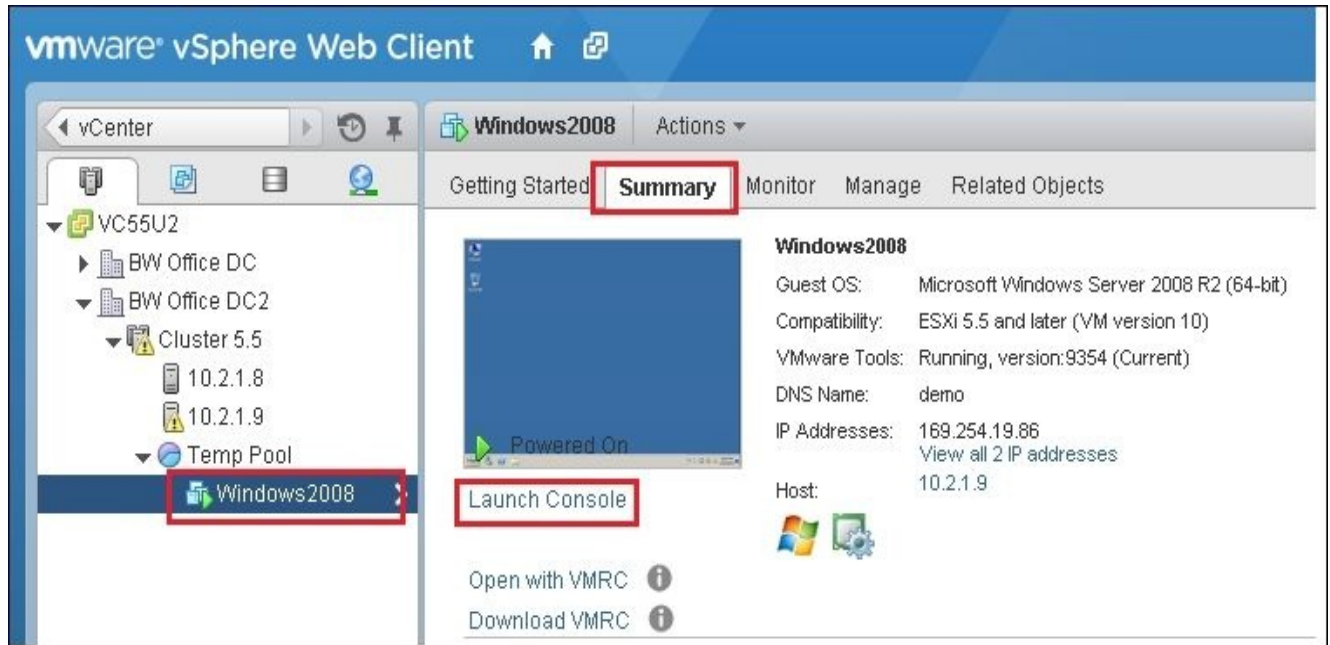 vmware® vSphere Web Client
vCenter
VC55U2
BW Office DC
BW Office DC2
Cluster 5.5
10.2.1.8
10.2.1.9
Temp Pool
Windows2008
Windows2008 Actions
Getting Started Summary Monitor Manage Related Objects
Powered On
Launch Console
Open with VMRC
Download VMRC
Windows2008
Guest OS: Microsoft Windows Server 2008 R2 (64-bit)
Compatibility: ESXi 5.5 and later (VM version 10)
VMware Tools: Running, version:9354 (Current)
DNS Name: demo
IP Addresses: 169.254.19.86
View all 2 IP addresses
Host: 10.2.1.9